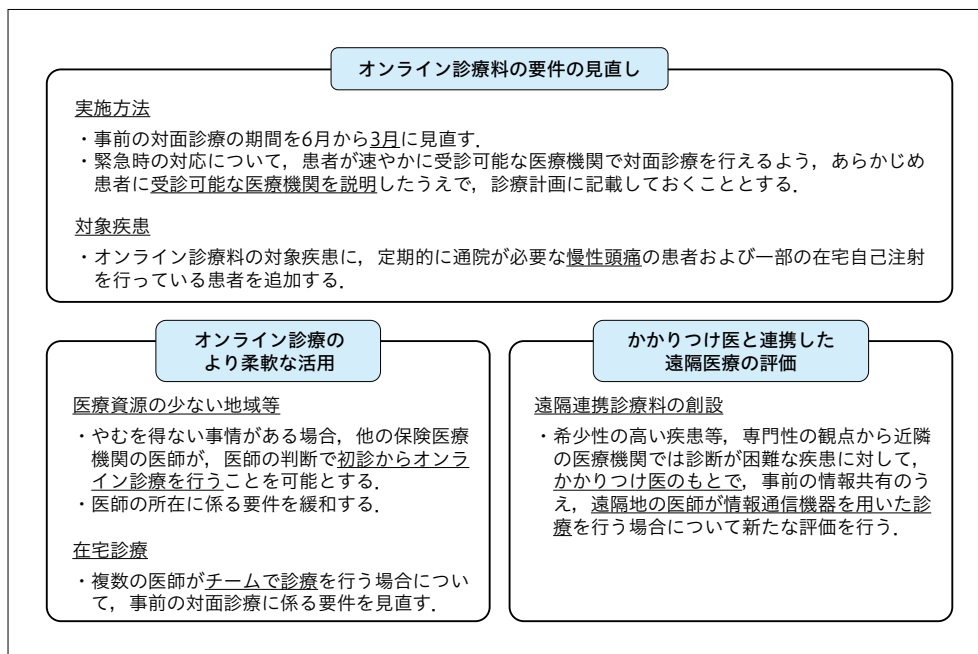 オンライン診療料の要件の見直し
実施方法
・事前の対面診療の期間を6月から3月に見直す．
・緊急時の対応について，患者が速やかに受診可能な医療機関で対面診療を行えるよう，あらかじめ
患者に受診可能な医療機関を説明したうえで，診療計画に記載しておくこととする．
対象疾患
・オンライン診療料の対象疾患に，定期的に通院が必要な慢性頭痛の患者および一部の在宅自己注射
を行っている患者を追加する．
オンライン診療の
より柔軟な活用
医療資源の少ない地域等
・やむを得ない事情がある場合，他の保険医療
機関の医師が，医師の判断で初診からオンラ
イン診療を行うことを可能とする．
・医師の所在に係る要件を緩和する．
在宅診療
・複数の医師がチームで診療を行う場合につい
て，事前の対面診療に係る要件を見直す．
かかりつけ医と連携した
遠隔医療の評価
遠隔連携診療料の創設
・希少性の高い疾患等，専門性の観点から近隣
の医療機関では診断が困難な疾患に対して，
かかりつけ医のもとで，事前の情報共有のう
え，遠隔地の医師が情報通信機器を用いた診
療を行う場合について新たな評価を行う．